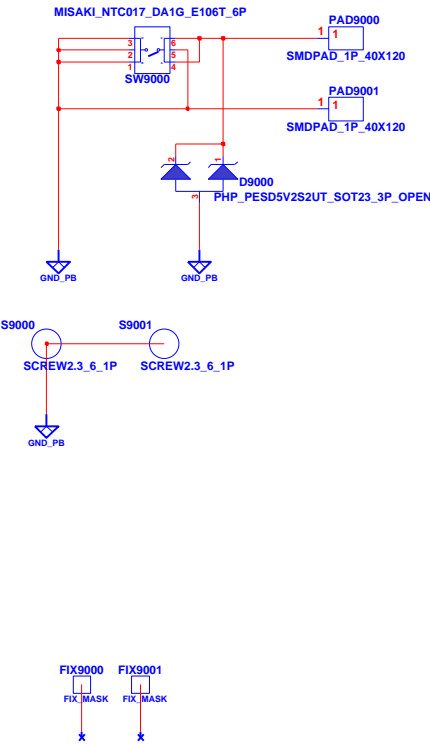 MISAKI_NTC017_DA1G_E106T_6P
PAD9000
1 1
SMDPAD_1P_40X120
3 6
2 5
1 4
SW9000
PAD9001
1 1
SMDPAD_1P_40X120
2 1
D9000
3
PHP_PESD5V2S2UT_SOT23_3P_OPEN
GND_PB
GND_PB
S9000 S9001
SCREW2.3_6_1P SCREW2.3_6_1P
GND_PB
FIX9000 FIX9001
FIX_MASK FIX_MASK